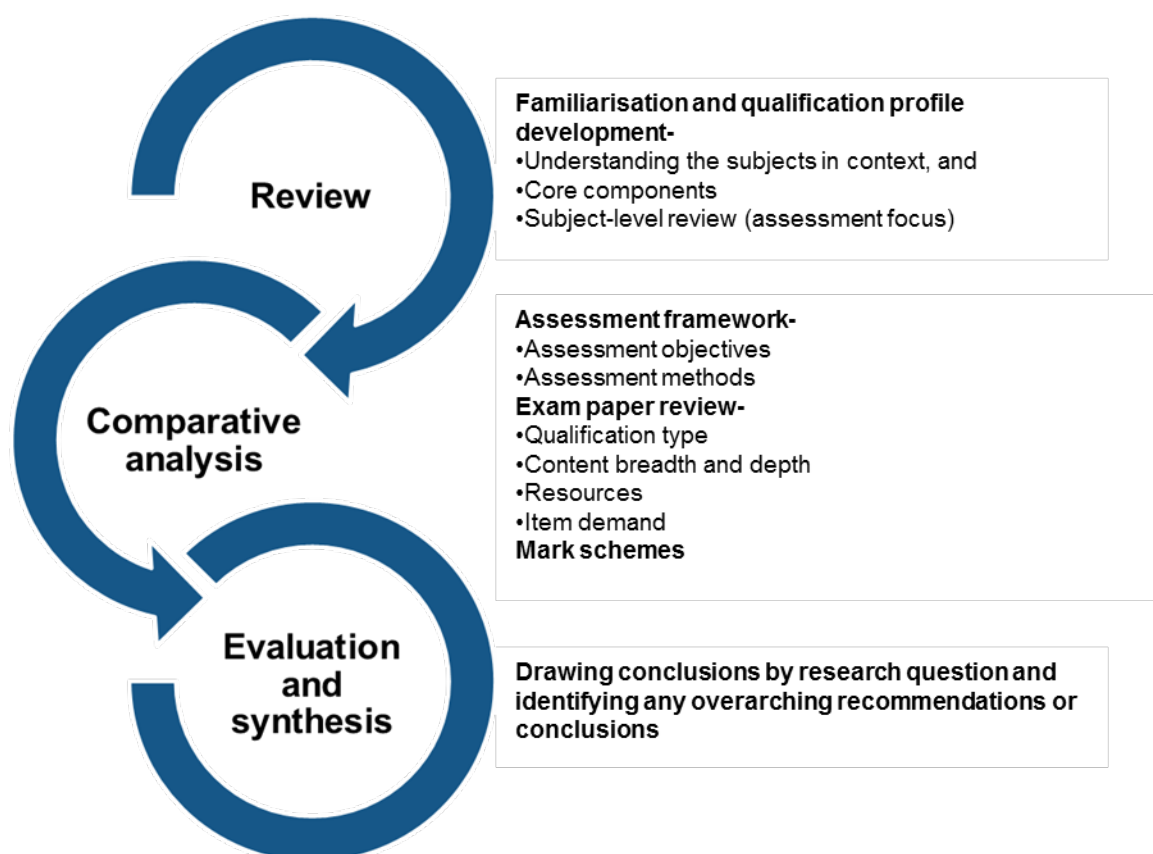 Review
Familiarisation and qualification profile
development-
•Understanding the subjects in context, and
•Core components
•Subject-level review (assessment focus)
Comparative
analysis
Assessment framework-
•Assessment objectives
•Assessment methods
Exam paper review-
•Qualification type
•Content breadth and depth
•Resources
•Item demand
Mark schemes
Evaluation
and
synthesis
Drawing conclusions by research question and
identifying any overarching recommendations or
conclusions